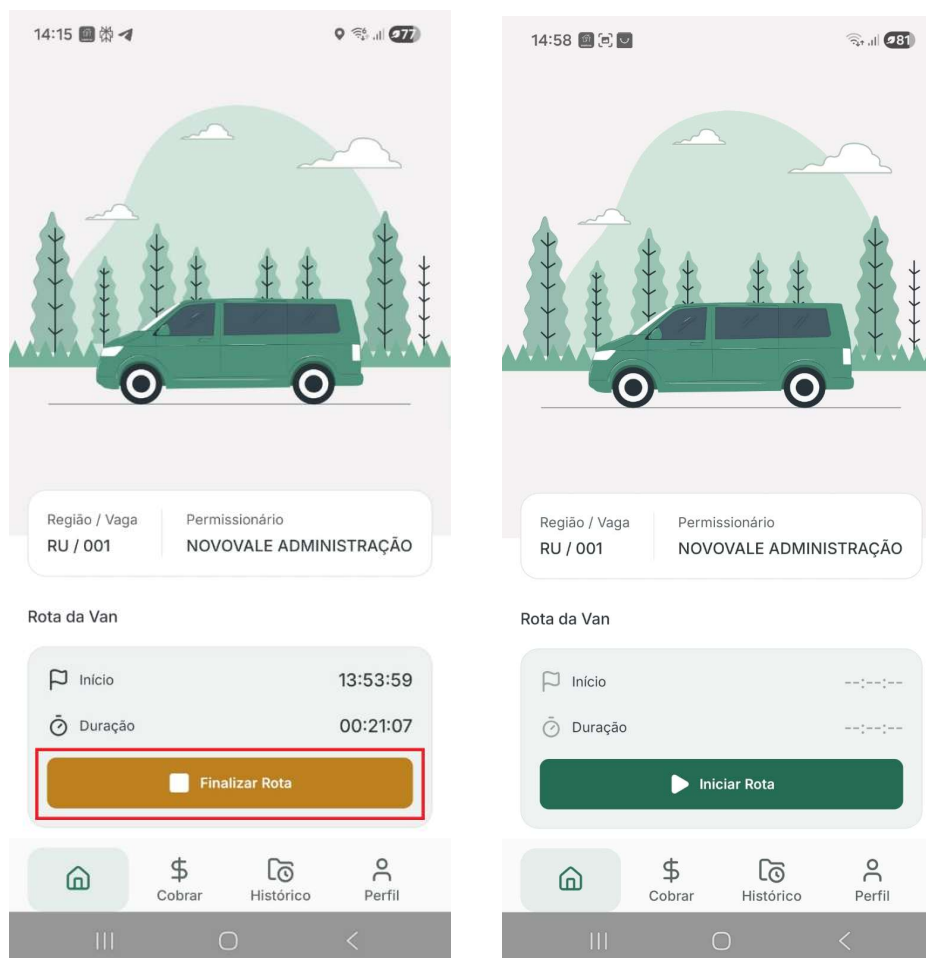 14:15
77
Região / Vaga
RU / 001
Permissionário
NOVOVALE ADMINISTRAÇÃO
Rota da Van
Início
13:53:59
Duração
00:21:07
Finalizar Rota
Cobrar
Histórico
Perfil
14:58
81
Região / Vaga
RU / 001
Permissionário
NOVOVALE ADMINISTRAÇÃO
Rota da Van
Início
--:--:--
Duração
--:--:--
Iniciar Rota
Cobrar
Histórico
Perfil